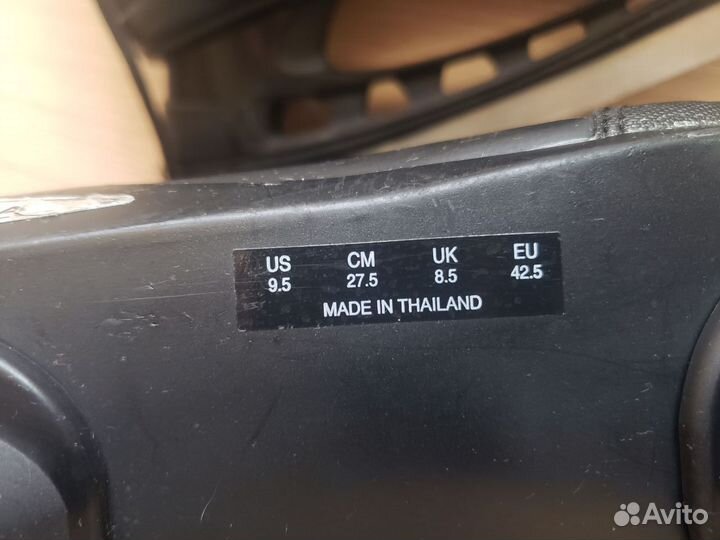 US CM UK EU
9.5 27.5 8.5 42.5
MADE IN THAILAND
Avito